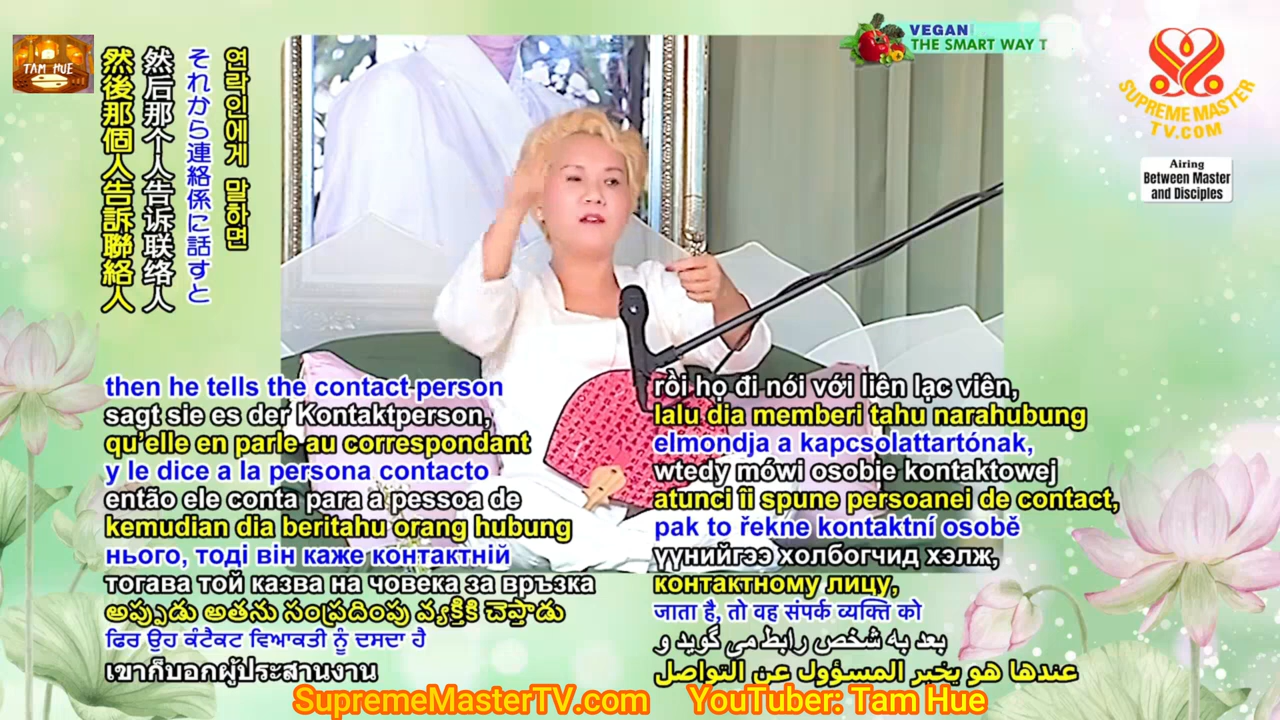 TAM HUE
VEGAN
THE SMART WAY T
SUPREME MASTER
TV.COM
Airing
Between Master
and Disciples
연락인에게 말하면
それから連絡係に話すと
然后那个人告诉联络人
然後那個人告訴聯絡人
then he tells the contact person
sagt sie es der Kontaktperson,
qu'elle en parle au correspondant
y le dice a la persona contacto
então ele conta para a pessoa de
kemudian dia beritahu orang hubung
нього, тоді він каже контактній
тогава той казва на човека за връзка
అప్పుడు అతను సంప్రదింపు వ్యక్తికి చెప్తాడు
ਫਿਰ ਉਹ ਕੰਟੈਕਟ ਵਿਆਕਤੀ ਨੂੰ ਦਸਦਾ ਹੈ
เขาก็บอกผู้ประสานงาน
rồi họ đi nói với liên lạc viên,
lalu dia memberi tahu narahubung
elmondja a kapcsolattartónak,
wtedy mówi osobie kontaktowej
atunci îi spune persoanei de contact,
pak to řekne kontaktní osobě
үүнийгээ холбогчид хэлж,
контактному лицу,
जाता है, तो वह संपर्क व्यक्ति को
بعد به شخص رابط می گوید و
عندها هو يخبر المسؤول عن التواصل
SupremeMasterTV.com YouTuber: Tam Hue